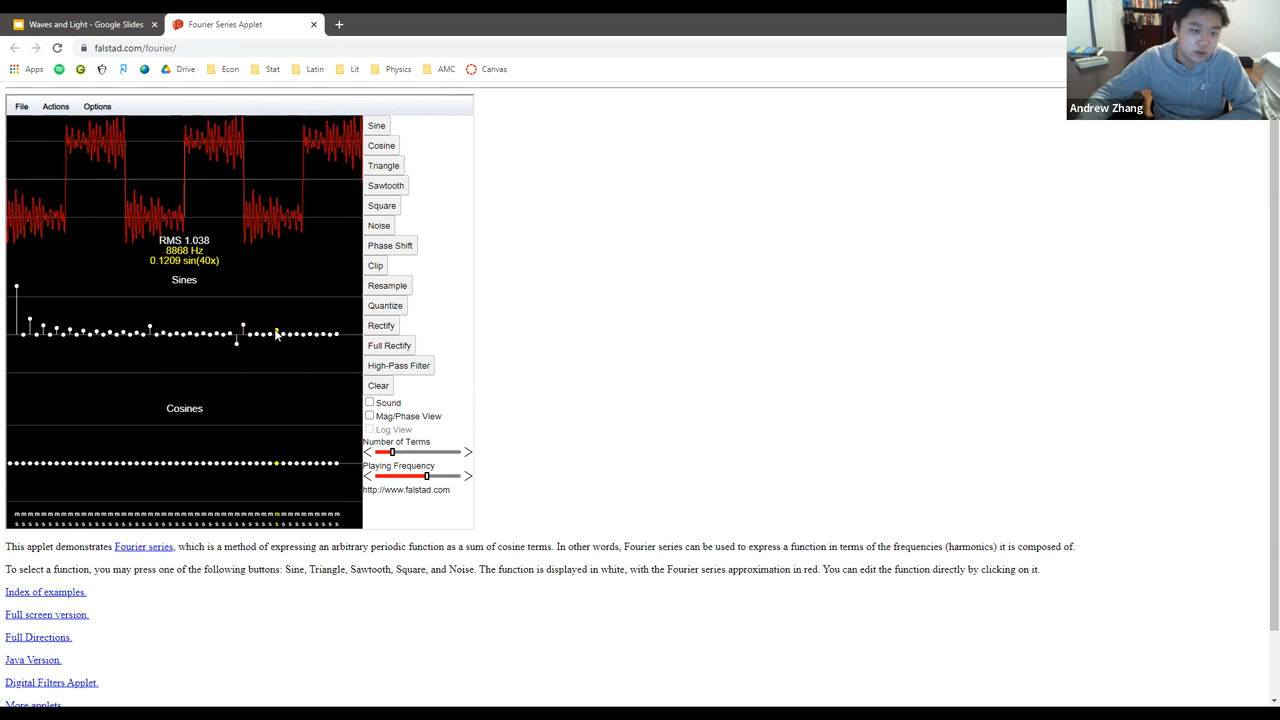 Waves and Light - Google Slides
Fourier Series Applet
falstad.com/fourier/
Apps
Drive
Econ
Stat
Latin
Lit
Physics
AMC
Canvas
Andrew Zhang
File Actions Options
Sine
Cosine
Triangle
Sawtooth
Square
Noise
Phase Shift
Clip
Resample
Quantize
Rectify
Full Rectify
High-Pass Filter
Clear
Sound
Mag/Phase View
Log View
Number of Terms
Playing Frequency
http://www.falstad.com
RMS 1.038
8868 Hz
0.1209 sin(40x)
Sines
Cosines
m m m m m m m m m m m m m m m m m m m m m m m m m m m m m m m m m m m m m m m m m m m m m m m m m
s s s s s s s s s s s s s s s s s s s s s s s s s s s s s s s s s s s s s s s s s s s s s s s s s
This applet demonstrates Fourier series, which is a method of expressing an arbitrary periodic function as a sum of cosine terms. In other words, Fourier series can be used to express a function in terms of the frequencies (harmonics) it is composed of.
To select a function, you may press one of the following buttons: Sine, Triangle, Sawtooth, Square, and Noise. The function is displayed in white, with the Fourier series approximation in red. You can edit the function directly by clicking on it.
Index of examples.
Full screen version.
Full Directions.
Java Version.
Digital Filters Applet.
More applets.